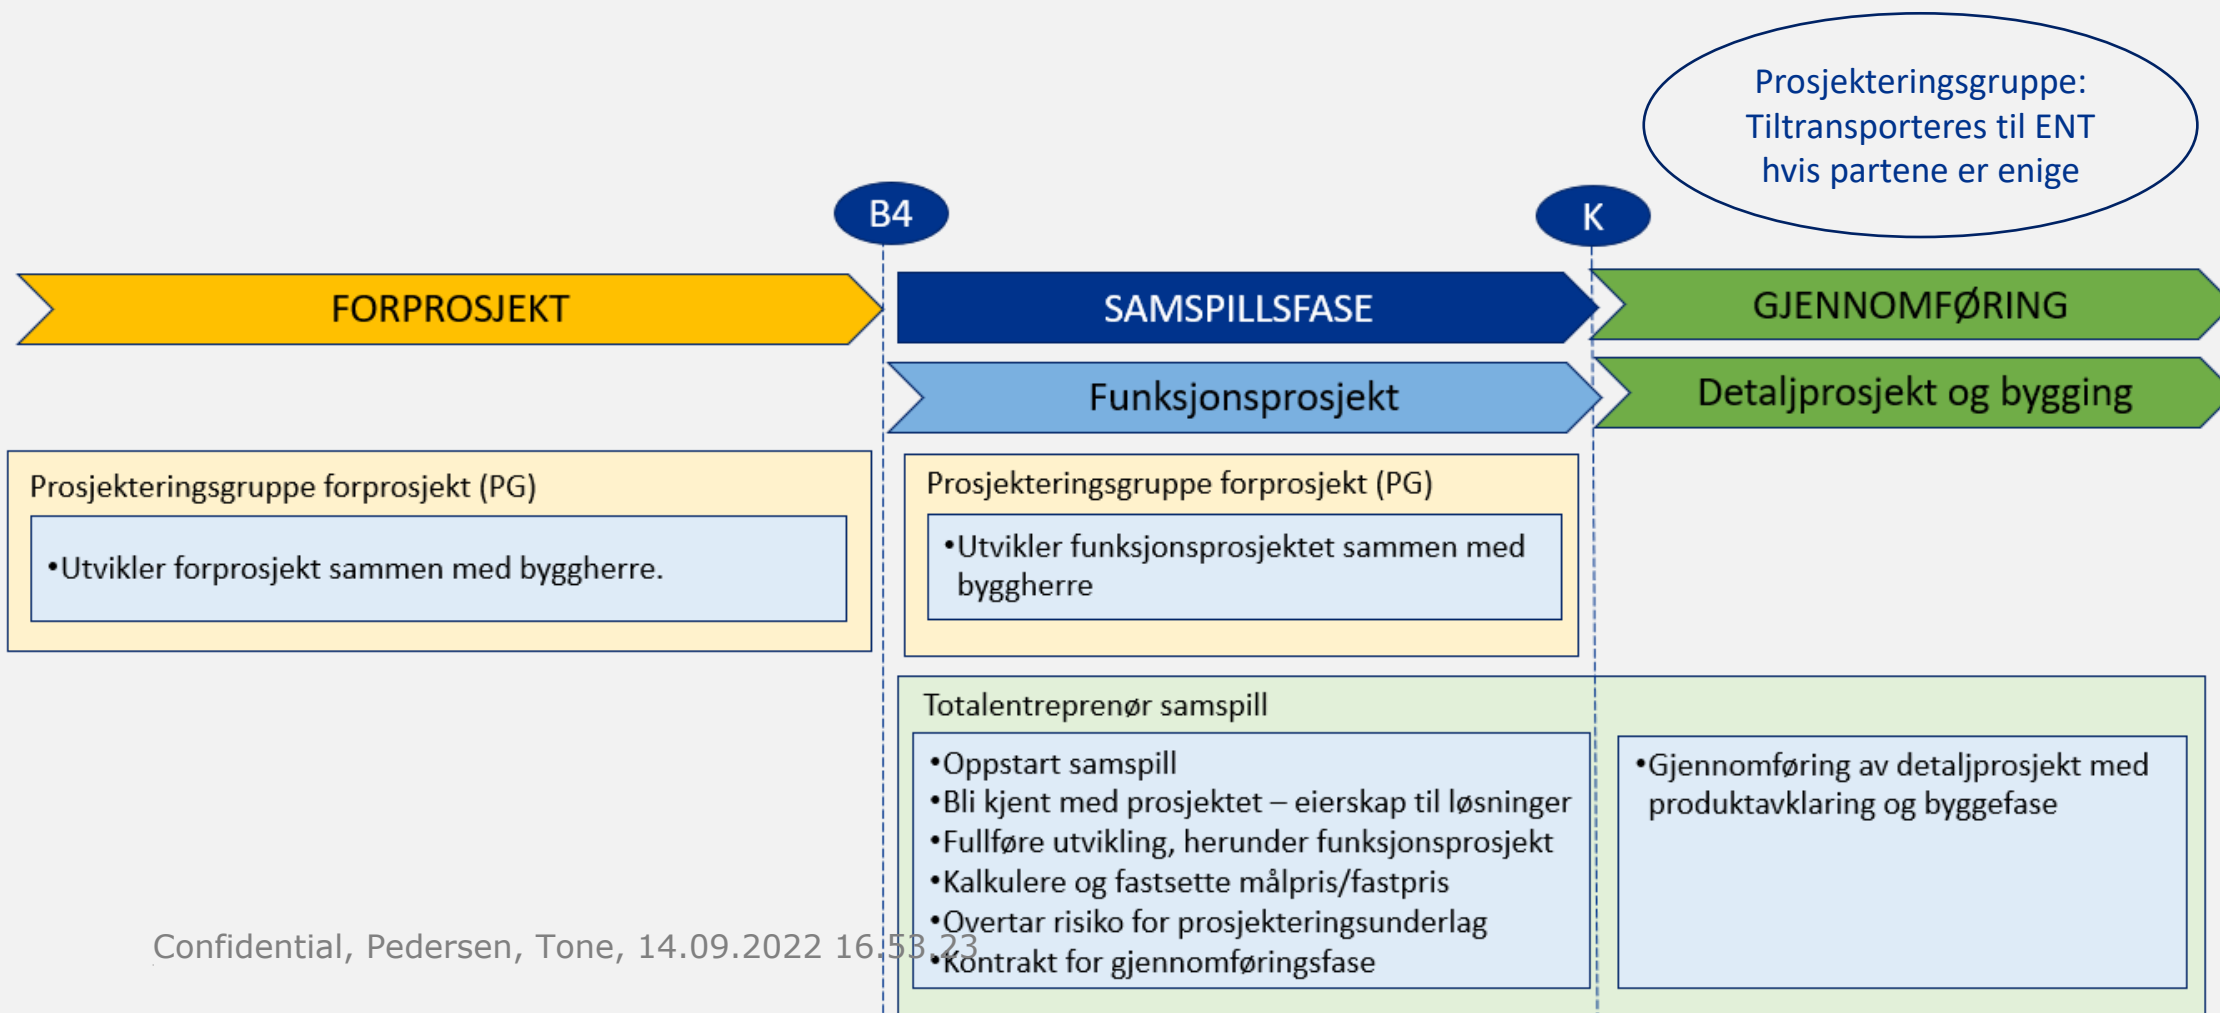 Prosjekteringsgruppe:
Tiltransporteres til ENT
hvis partene er enige
B4
K
FORPROSJEKT
SAMSPILLSFASE
GJENNOMFØRING
Funksjonsprosjekt
Detaljprosjekt og bygging
Prosjekteringsgruppe forprosjekt (PG)
•Utvikler forprosjekt sammen med byggherre.
Prosjekteringsgruppe forprosjekt (PG)
•Utvikler funksjonsprosjektet sammen med
byggherre
Totalentreprenør samspill
•Oppstart samspill
•Bli kjent med prosjektet – eierskap til løsninger
•Fullføre utvikling, herunder funksjonsprosjekt
•Kalkulere og fastsette målpris/fastpris
•Overtar risiko for prosjekteringsunderlag
•Kontrakt for gjennomføringsfase
•Gjennomføring av detaljprosjekt med
produktavklaring og byggefase
Confidential, Pedersen, Tone, 14.09.2022 16.53.23